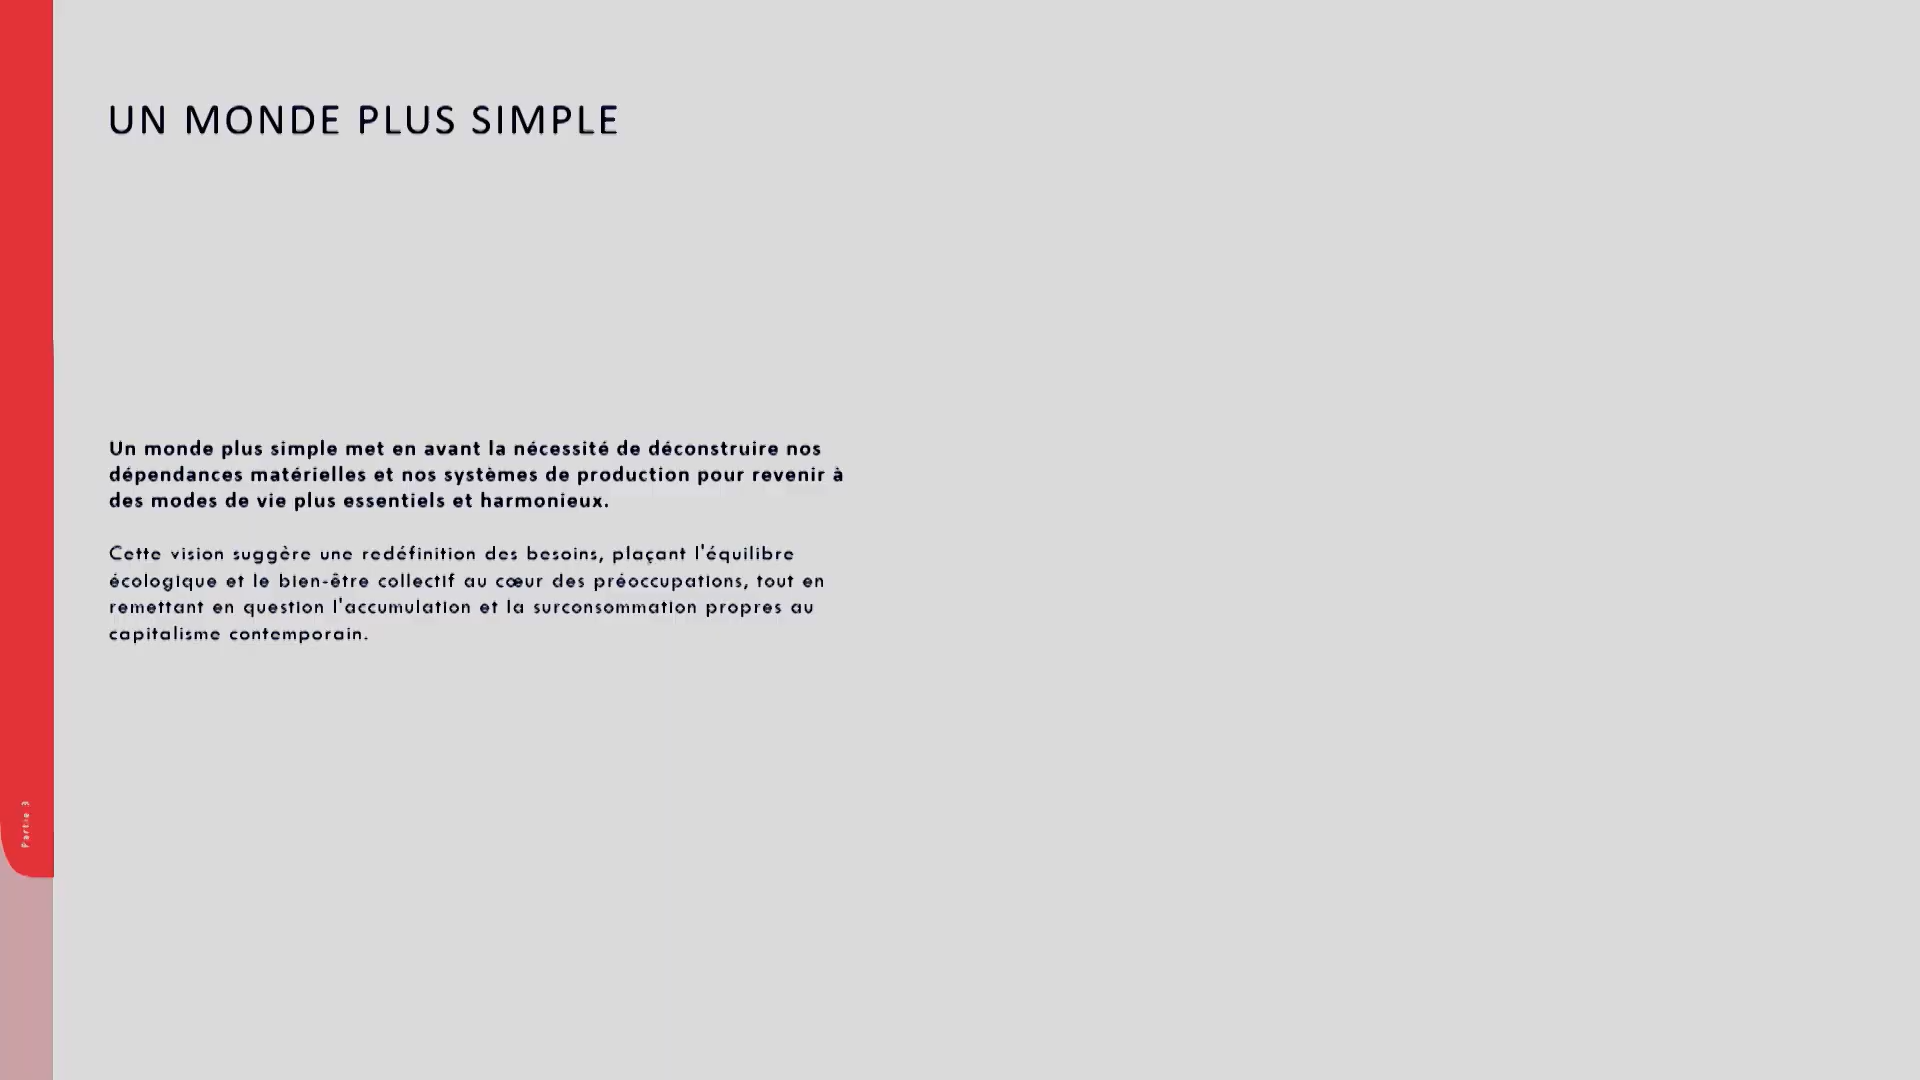 UN MONDE PLUS SIMPLE
Un monde plus simple met en avant la nécessité de déconstruire nos
dépendances matérielles et nos systèmes de production pour revenir à
des modes de vie plus essentiels et harmonieux.
Cette vision suggère une redéfinition des besoins, plaçant l'équilibre
écologique et le bien-être collectif au cœur des préoccupations, tout en
remettant en question l'accumulation et la surconsommation propres au
capitalisme contemporain.
Partie 3